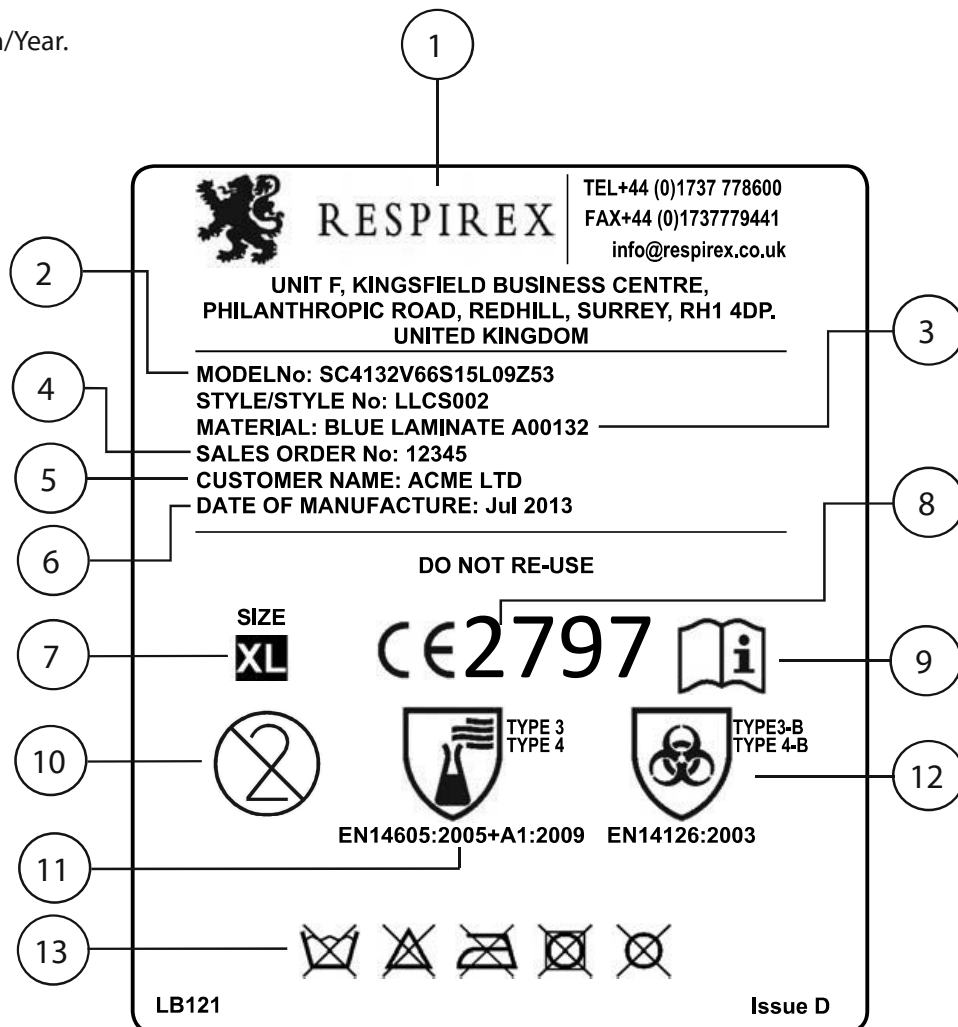 /Year.
1
RESPIREX
TEL+44 (0)1737 778600
FAX+44 (0)1737779441
info@respirex.co.uk
2
UNIT F, KINGSFIELD BUSINESS CENTRE,
PHILANTHROPIC ROAD, REDHILL, SURREY, RH1 4DP.
UNITED KINGDOM
3
MODELNo: SC4132V66S15L09Z53
STYLE/STYLE No: LLCS002
MATERIAL: BLUE LAMINATE A00132
4
SALES ORDER No: 12345
5
CUSTOMER NAME: ACME LTD
DATE OF MANUFACTURE: Jul 2013
8
6
DO NOT RE-USE
SIZE
XL
7
CE2797
i
9
10
2
TYPE 3
TYPE 4
TYPE3-B
TYPE 4-B
12
EN14605:2005+A1:2009
EN14126:2003
11
13
LB121
Issue D